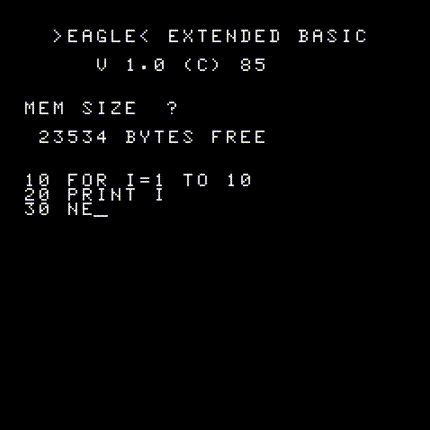 >EAGLE< EXTENDED BASIC
V 1.0 (C) 85
MEM SIZE ?
23534 BYTES FREE
10 FOR I=1 TO 10
20 PRINT I
30 NE_